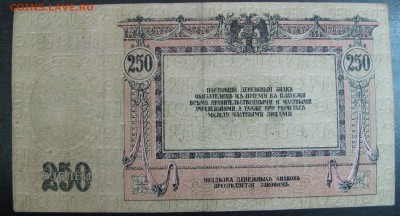 COINS.LAVE.RU
250
250
НАСТОЯЩІЙ ДЕНЕЖНЫЙ ЗНАКЪ
ОБЯЗАТЕЛЕНЪ КЪ ПРІЕМУ КЪ ПЛАТЕЖИ
ВСѢМИ ПРАВИТЕЛЬСТВЕННЫМИ И ЧАСТНЫМИ
УЧРЕЖДЕНІЯМИ, А ТАКЖЕ ПРИ РАСЧЕТАХЪ
МЕЖДУ ЧАСТНЫМИ ЛИЦАМИ
250
ПОДДѢЛКА ДЕНЕЖНЫХЪ ЗНАКОВЪ
ПРЕСЛѢДУЕТСЯ ЗАКОНОМЪ.